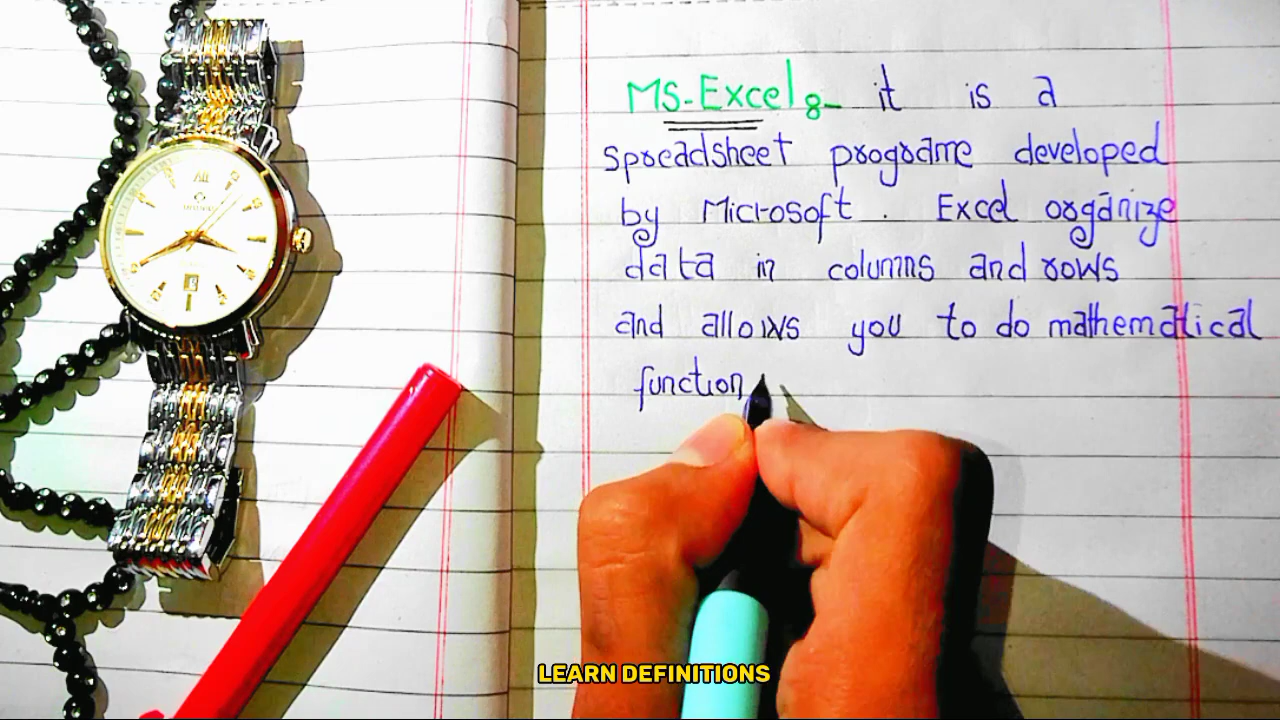 MS-Excel :- it is a
spreadsheet programe developed
by Microsoft . Excel organize
data in columns and rows
and allows you to do mathematical
function
LEARN DEFINITIONS